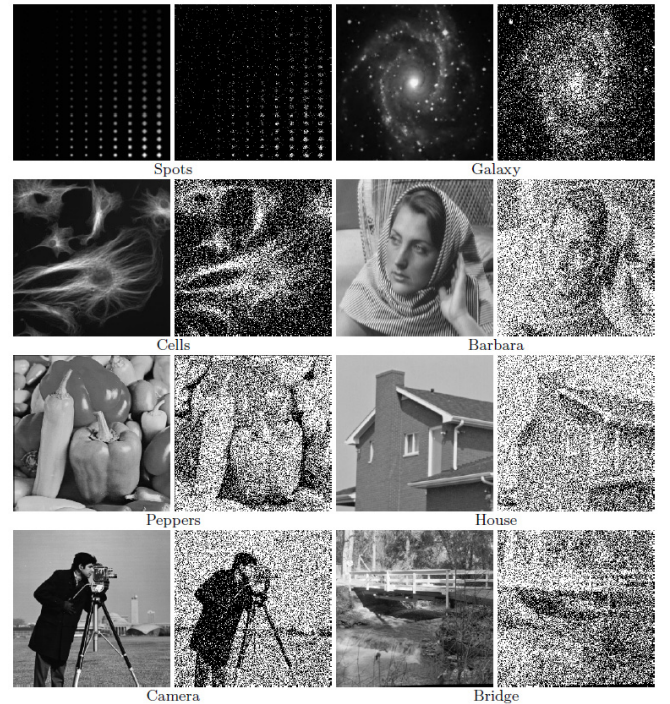 Spots
Galaxy
Cells
Barbara
Peppers
House
Camera
Bridge